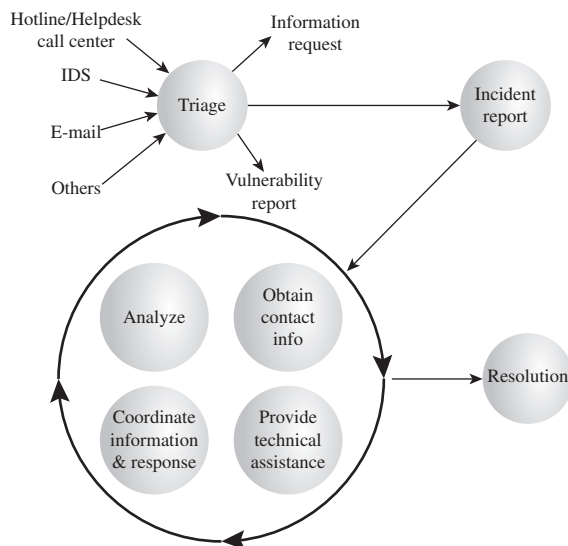 Hotline/Helpdesk
call center
Information
request
IDS
Triage
Incident
report
E-mail
Others
Vulnerability
report
Analyze
Obtain
contact
info
Resolution
Coordinate
information
& response
Provide
technical
assistance